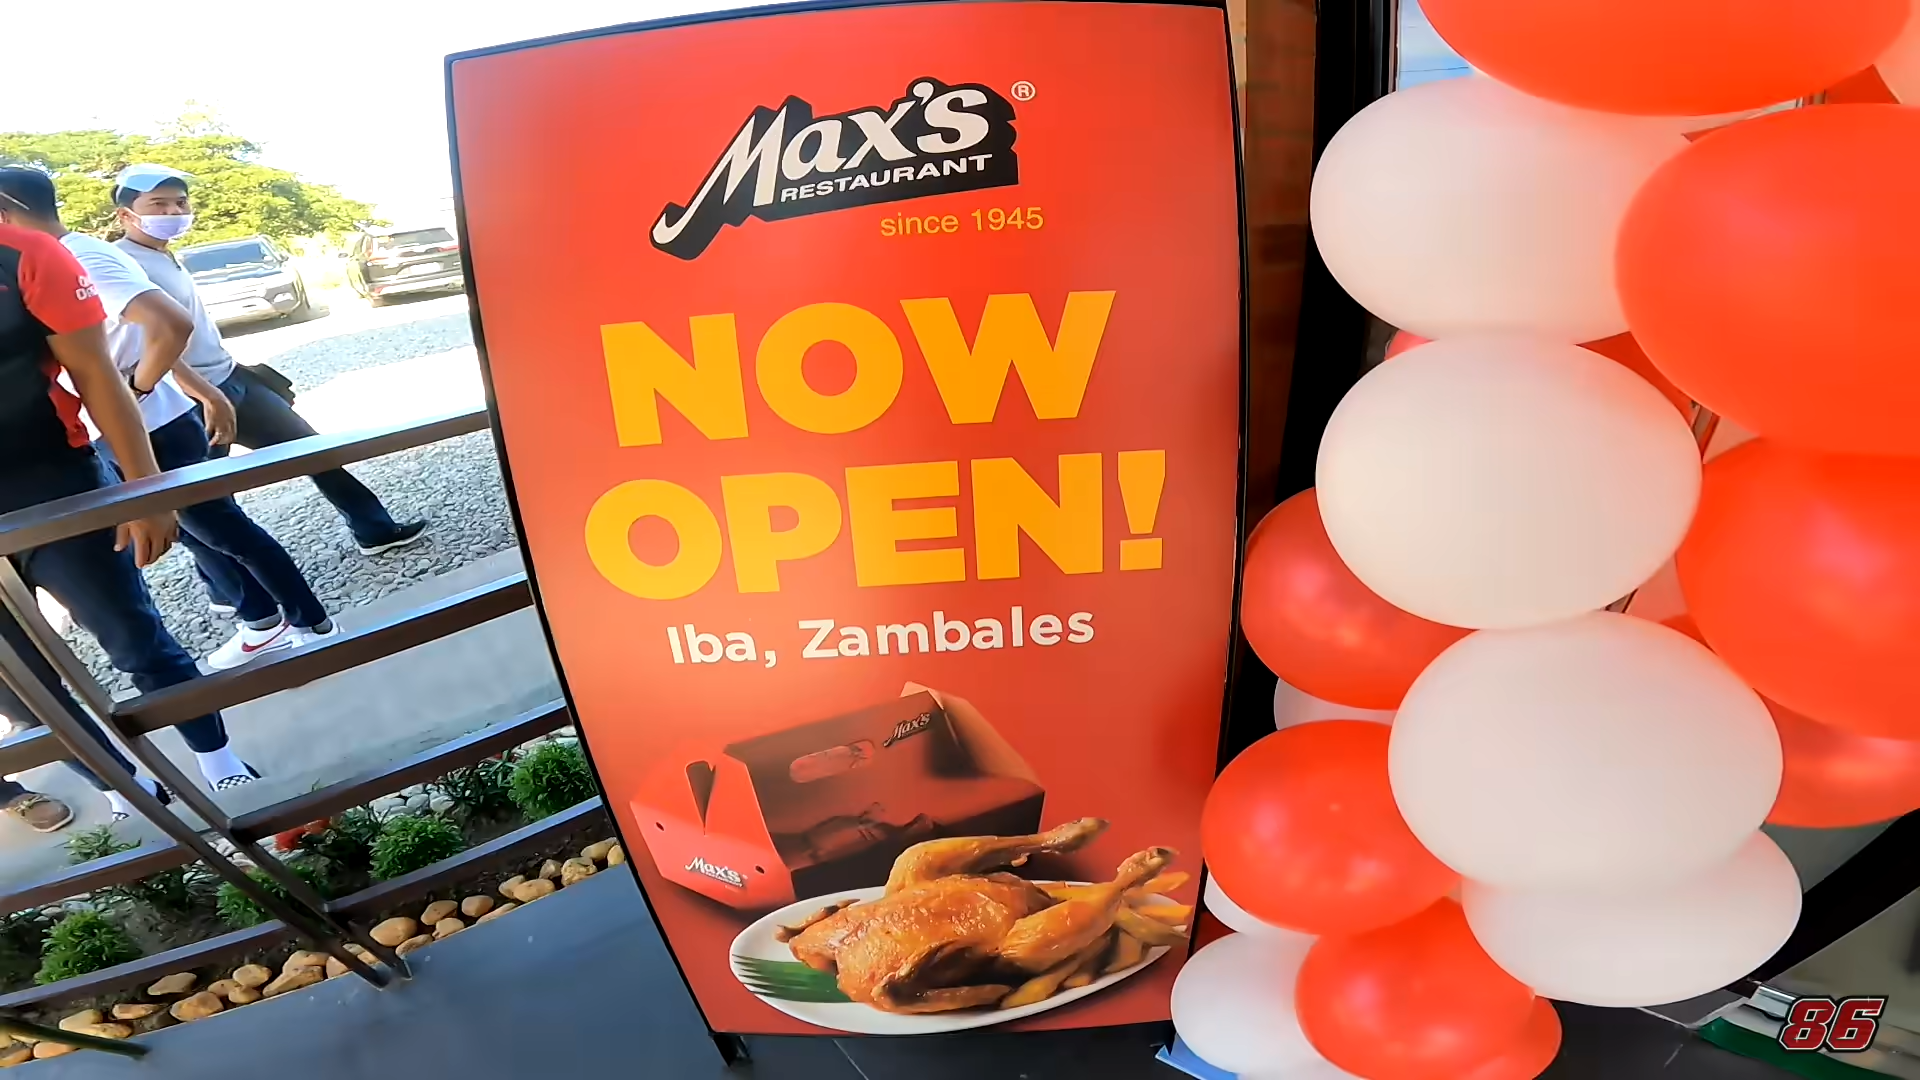 Max's®
RESTAURANT
since 1945
NOW
OPEN!
Iba, Zambales
Max's
Max's
86